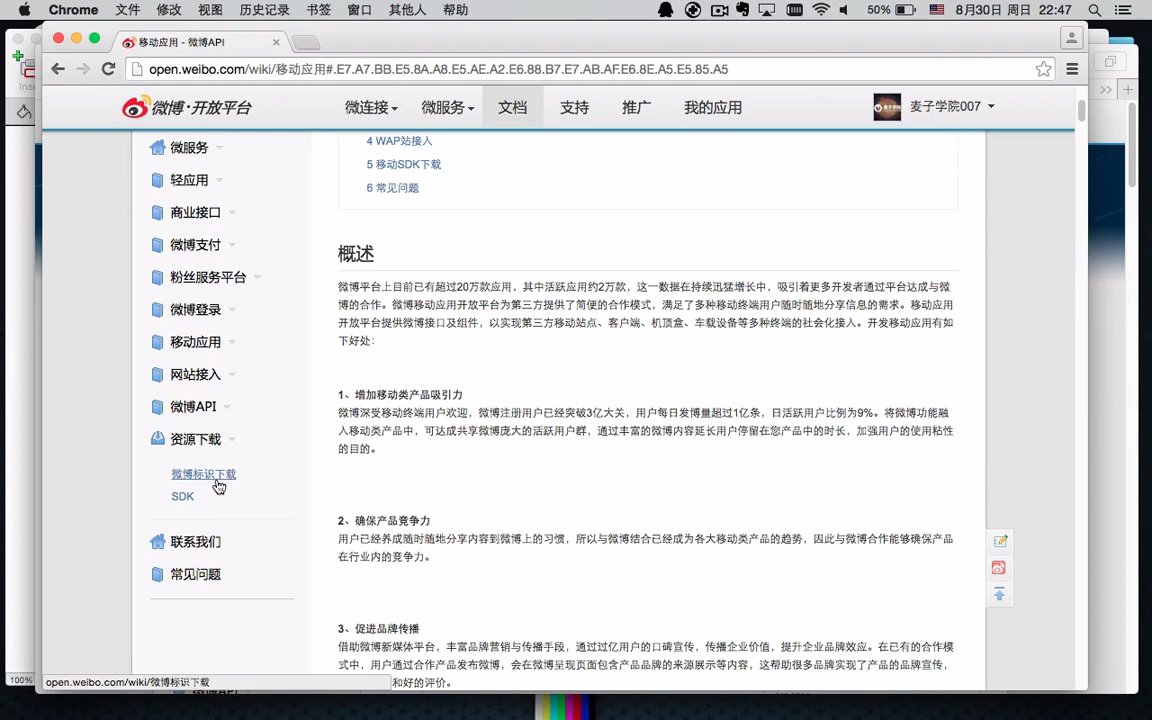 Chrome 文件 修改 视图 历史记录 书签 窗口 其他人 帮助 50% 8月30日 周日 22:47
移动应用 - 微博API
open.weibo.com/wiki/移动应用#.E7.A7.BB.E5.8A.A8.E5.AE.A2.E6.88.B7.E7.AB.AF.E6.8E.A5.E5.85.A5
微博·开放平台 微连接 微服务 文档 支持 推广 我的应用 麦子学院007
微服务
轻应用
商业接口
微博支付
粉丝服务平台
微博登录
移动应用
网站接入
微博API
资源下载
微博标识下载
SDK
联系我们
常见问题
4 WAP站接入
5 移动SDK下载
6 常见问题
概述
微博平台上目前已有超过20万款应用，其中活跃应用约2万款，这一数据在持续迅猛增长中，吸引着更多开发者通过平台达成与微
博的合作。微博移动应用开放平台为第三方提供了简便的合作模式，满足了多种移动终端用户随时随地分享信息的需求。移动应用
开放平台提供微博接口及组件，以实现第三方移动站点、客户端、机顶盒、车载设备等多种终端的社会化接入。开发移动应用有如
下好处：
1、增加移动类产品吸引力
微博深受移动终端用户欢迎，微博注册用户已经突破3亿大关，用户每日发博量超过1亿条，日活跃用户比例为9%。将微博功能融
入移动类产品中，可达成共享微博庞大的活跃用户群，通过丰富的微博内容延长用户停留在您产品中的时长，加强用户的使用粘性
的目的。
2、确保产品竞争力
用户已经养成随时随地分享内容到微博上的习惯，所以与微博结合已经成为各大移动类产品的趋势，因此与微博合作能够确保产品
在行业内的竞争力。
3、促进品牌传播
借助微博新媒体平台，丰富品牌营销与传播手段，通过过亿用户的口碑宣传，传播企业价值，提升企业品牌效应。在已有的合作模
式中，用户通过合作产品发布微博，会在微博呈现页面包含产品品牌的来源展示等内容，这帮助很多品牌实现了产品的品牌宣传，
和好的评价。
100%
open.weibo.com/wiki/微博标识下载